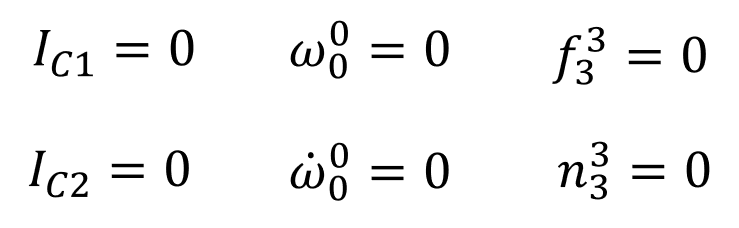 I_{C1} = 0 ω_0^0 = 0 f_3^3 = 0
I_{C2} = 0 ω̇_0^0 = 0 n_3^3 = 0